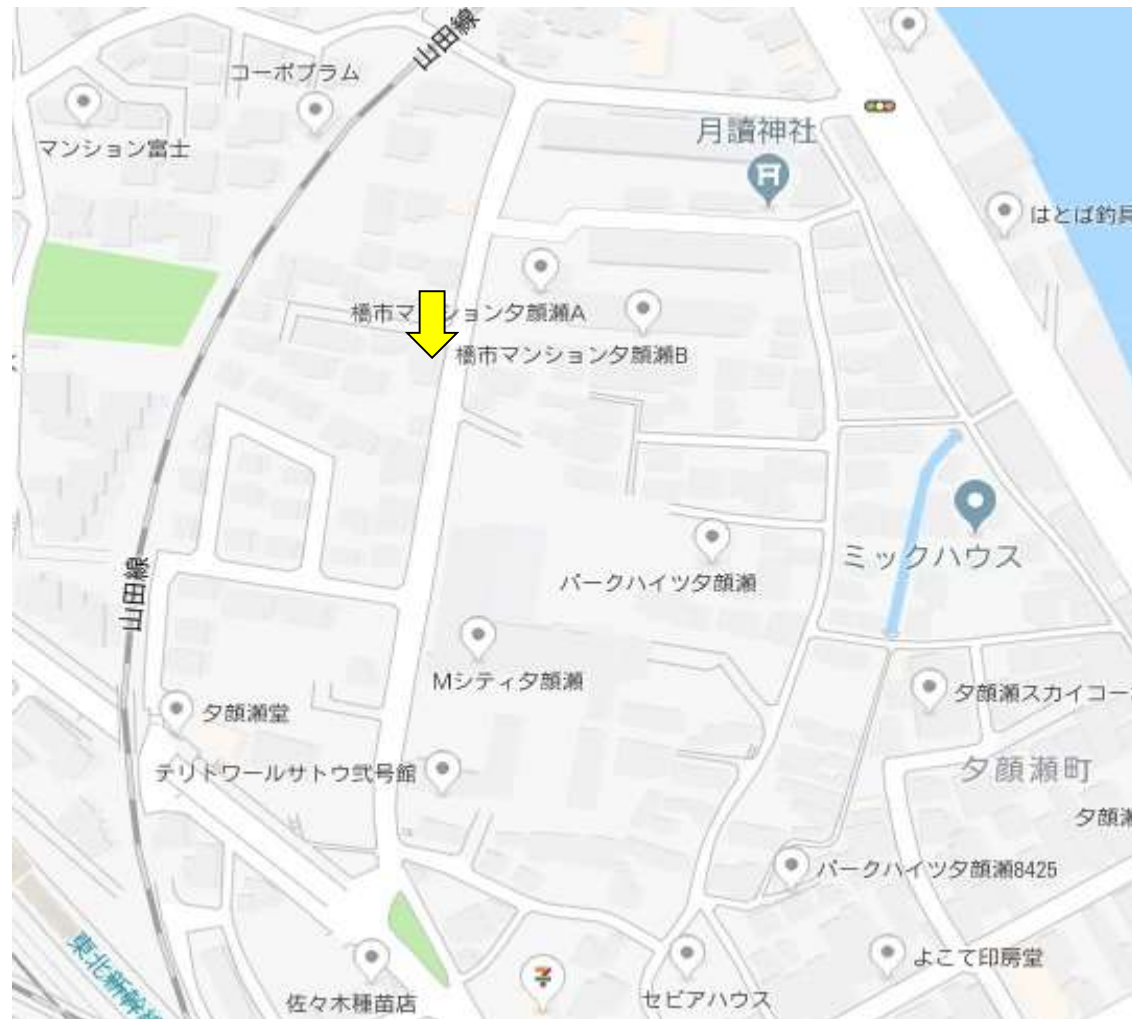 山田線
コーポプラム
マンション富士
月讀神社
はとば釣具
橋市マンション夕顔瀬A
橋市マンション夕顔瀬B
ミックハウス
パークハイツ夕顔瀬
山田線
Mシティ夕顔瀬
夕顔瀬スカイコー
夕顔瀬堂
テリトワールサトウ弐号館
夕顔瀬町
夕顔瀬
パークハイツ夕顔瀬8425
東北新幹線
よこて印房堂
佐々木種苗店
7
セビアハウス